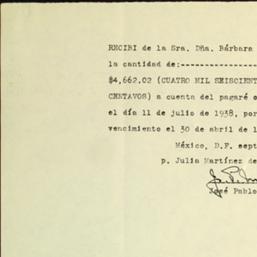 RECIBI de la Sra. Dña. Bárbara
la cantidad de:--------------------
$4,662.02 (CUATRO MIL SEISCIENT
CENTAVOS) a cuenta del pagaré o
el día 11 de julio de 1938, por
vencimiento el 30 de abril de 1
México, D.F. sept
p. Julia Martínez de
José Pablo